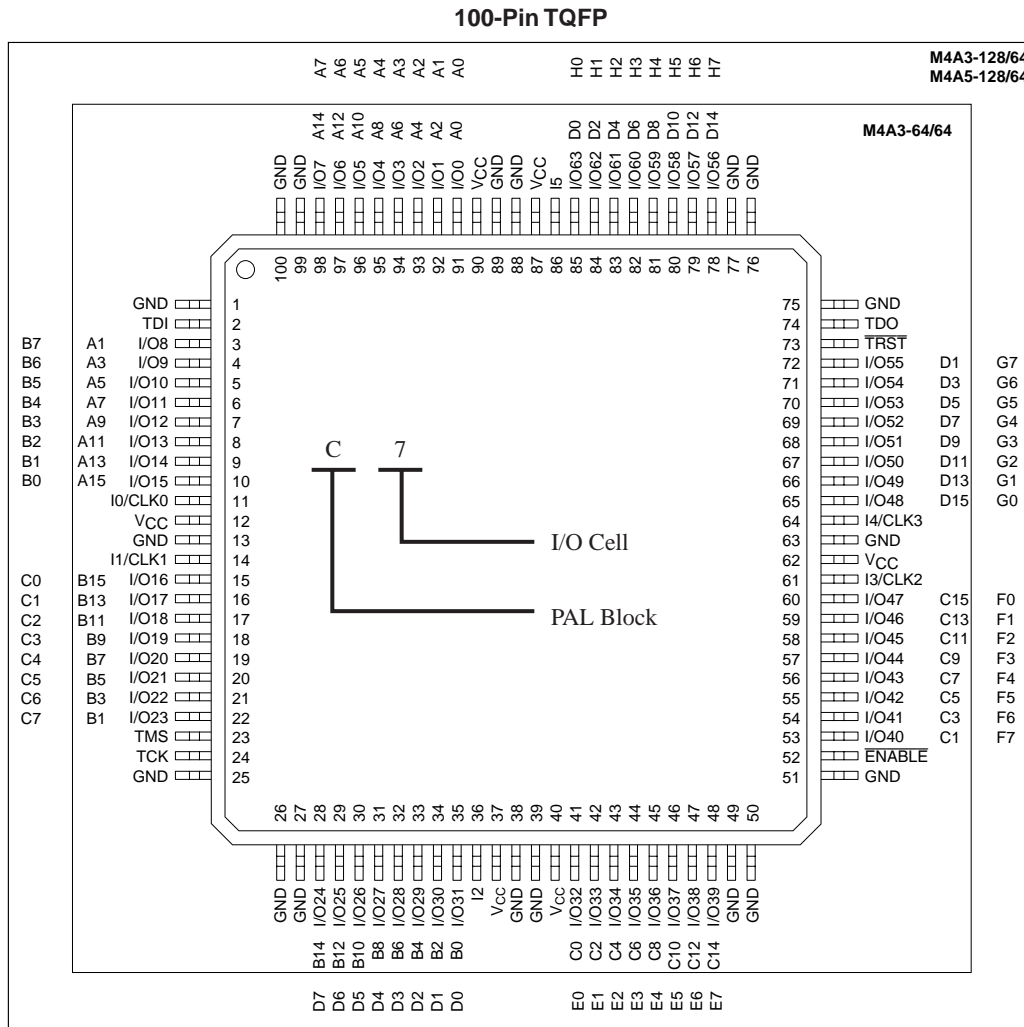 100-Pin TQFP
M4A3-128/64
M4A5-128/64
A7 A6 A5 A4 A3 A2 A1 A0 H0 H1 H2 H3 H4 H5 H6 H7
M4A3-64/64
A14 A12 A10 A8 A6 A4 A2 A0 D0 D2 D4 D6 D8 D10 D12 D14
GND GND I/O7 I/O6 I/O5 I/O4 I/O3 I/O2 I/O1 I/O0 VCC GND GND VCC I5 I/O63 I/O62 I/O61 I/O60 I/O59 I/O58 I/O57 I/O56 GND GND
100 99 98 97 96 95 94 93 92 91 90 89 88 87 86 85 84 83 82 81 80 79 78 77 76
GND 1 75 GND
TDI 2 74 TDO
B7 A1 I/O8 3 73 TRST
B6 A3 I/O9 4 72 I/O55 D1 G7
B5 A5 I/O10 5 71 I/O54 D3 G6
B4 A7 I/O11 6 70 I/O53 D5 G5
B3 A9 I/O12 7 69 I/O52 D7 G4
B2 A11 I/O13 8 68 I/O51 D9 G3
B1 A13 I/O14 9 67 I/O50 D11 G2
B0 A15 I/O15 10 66 I/O49 D13 G1
I0/CLK0 11 65 I/O48 D15 G0
VCC 12 64 I4/CLK3
GND 13 63 GND
I1/CLK1 14 62 VCC
C0 B15 I/O16 15 61 I3/CLK2
C1 B13 I/O17 16 60 I/O47 C15 F0
C2 B11 I/O18 17 59 I/O46 C13 F1
C3 B9 I/O19 18 58 I/O45 C11 F2
C4 B7 I/O20 19 57 I/O44 C9 F3
C5 B5 I/O21 20 56 I/O43 C7 F4
C6 B3 I/O22 21 55 I/O42 C5 F5
C7 B1 I/O23 22 54 I/O41 C3 F6
TMS 23 53 I/O40 C1 F7
TCK 24 52 ENABLE
GND 25 51 GND
C 7
I/O Cell
PAL Block
26 27 28 29 30 31 32 33 34 35 36 37 38 39 40 41 42 43 44 45 46 47 48 49 50
GND GND I/O24 I/O25 I/O26 I/O27 I/O28 I/O29 I/O30 I/O31 I2 VCC GND GND VCC I/O32 I/O33 I/O34 I/O35 I/O36 I/O37 I/O38 I/O39 GND GND
B14 B12 B10 B8 B6 B4 B2 B0 C0 C2 C4 C6 C8 C10 C12 C14
D7 D6 D5 D4 D3 D2 D1 D0 E0 E1 E2 E3 E4 E5 E6 E7